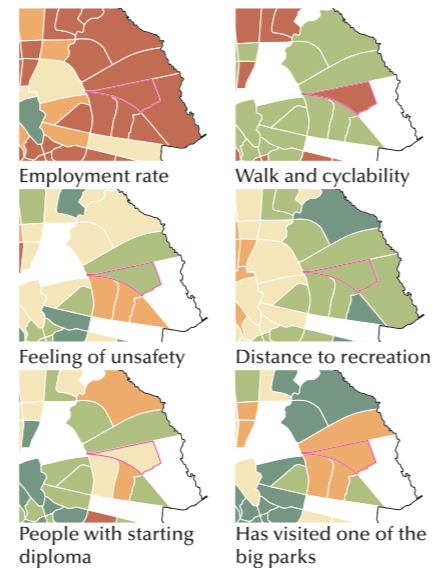 Employment rate
Walk and cyclability
Feeling of unsafety
Distance to recreation
People with starting
diploma
Has visited one of the
big parks